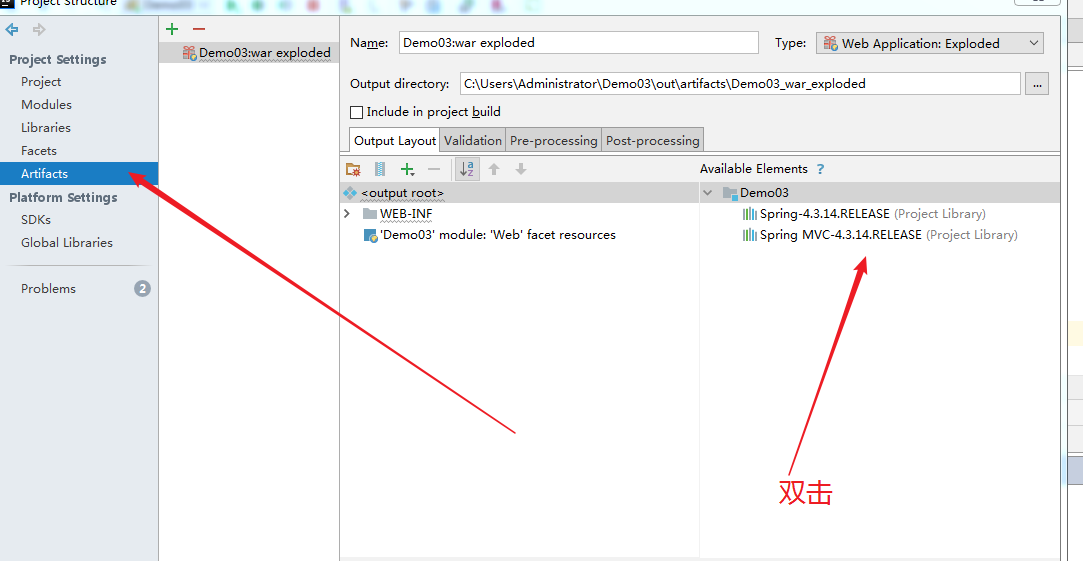 Project Structure
Project Settings
Project
Modules
Libraries
Facets
Artifacts
Platform Settings
SDKs
Global Libraries
Problems
2
Demo03:war exploded
Name:
Demo03:war exploded
Type:
Web Application: Exploded
Output directory:
C:\Users\Administrator\Demo03\out\artifacts\Demo03_war_exploded
...
Include in project build
Output Layout
Validation
Pre-processing
Post-processing
Available Elements ?
<output root>
WEB-INF
'Demo03' module: 'Web' facet resources
Demo03
Spring-4.3.14.RELEASE (Project Library)
Spring MVC-4.3.14.RELEASE (Project Library)
双击